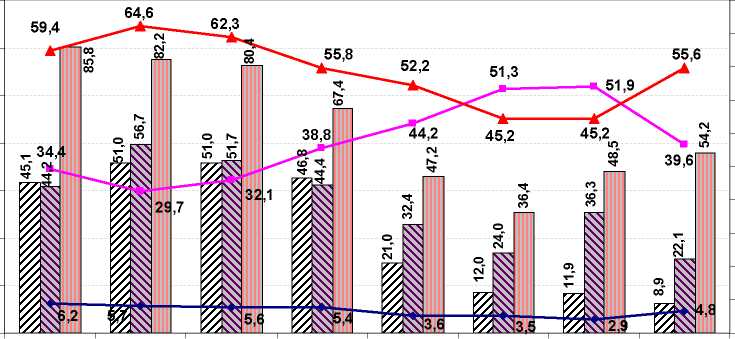 59,4 64,6 62,3 55,8 52,2 51,3 51,9 55,6
45,2 45,2
34,4 29,7 32,1 38,8 44,2 39,6
45,1 44,2 85,8
51,0 56,7 82,2
51,0 51,7 80,4
46,8 44,4 67,4
21,0 32,4 47,2
12,0 24,0 36,4
11,9 36,3 48,5
8,9 22,1 54,2
6,2 5,7 5,6 5,4 3,6 3,5 2,9 4,8